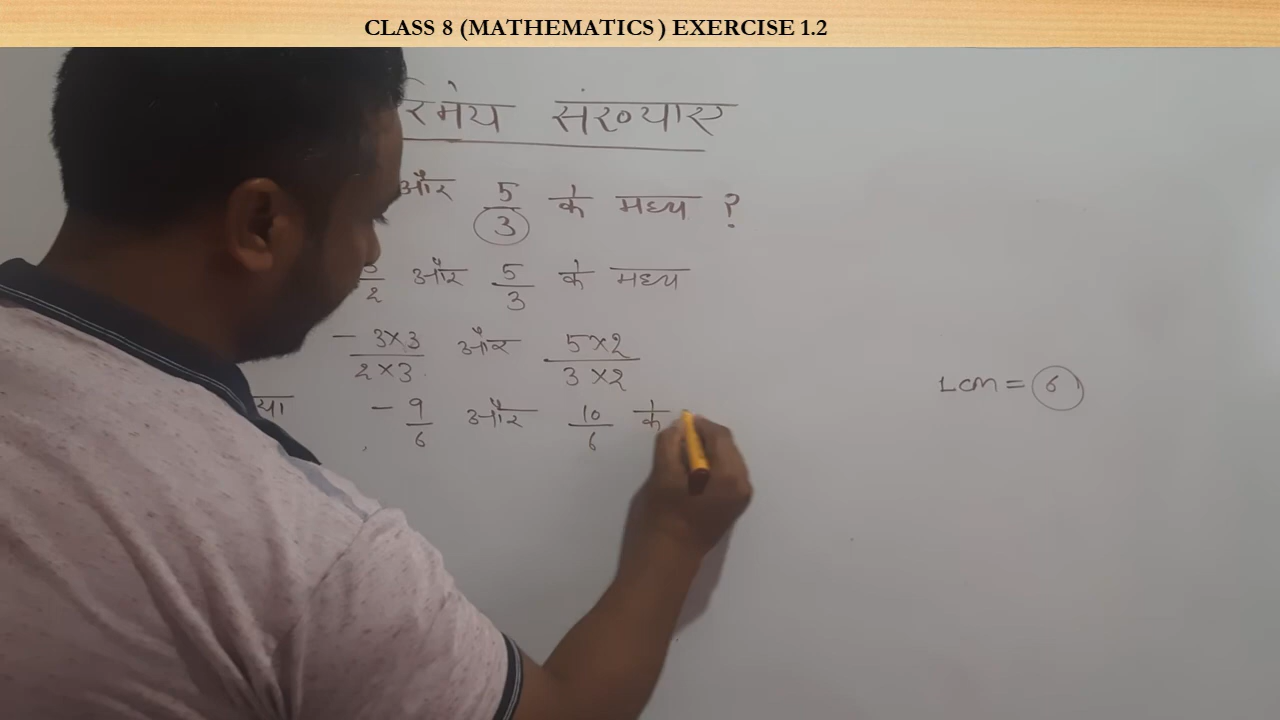 CLASS 8 (MATHEMATICS ) EXERCISE 1.2
रिमेय संख्याए
और 5/3 के मध्य ?
/2 और 5/3 के मध्य
- 3×3/2×3 और 5×2/3×2
LCM = 6
या - 9/6 और 10/6 के